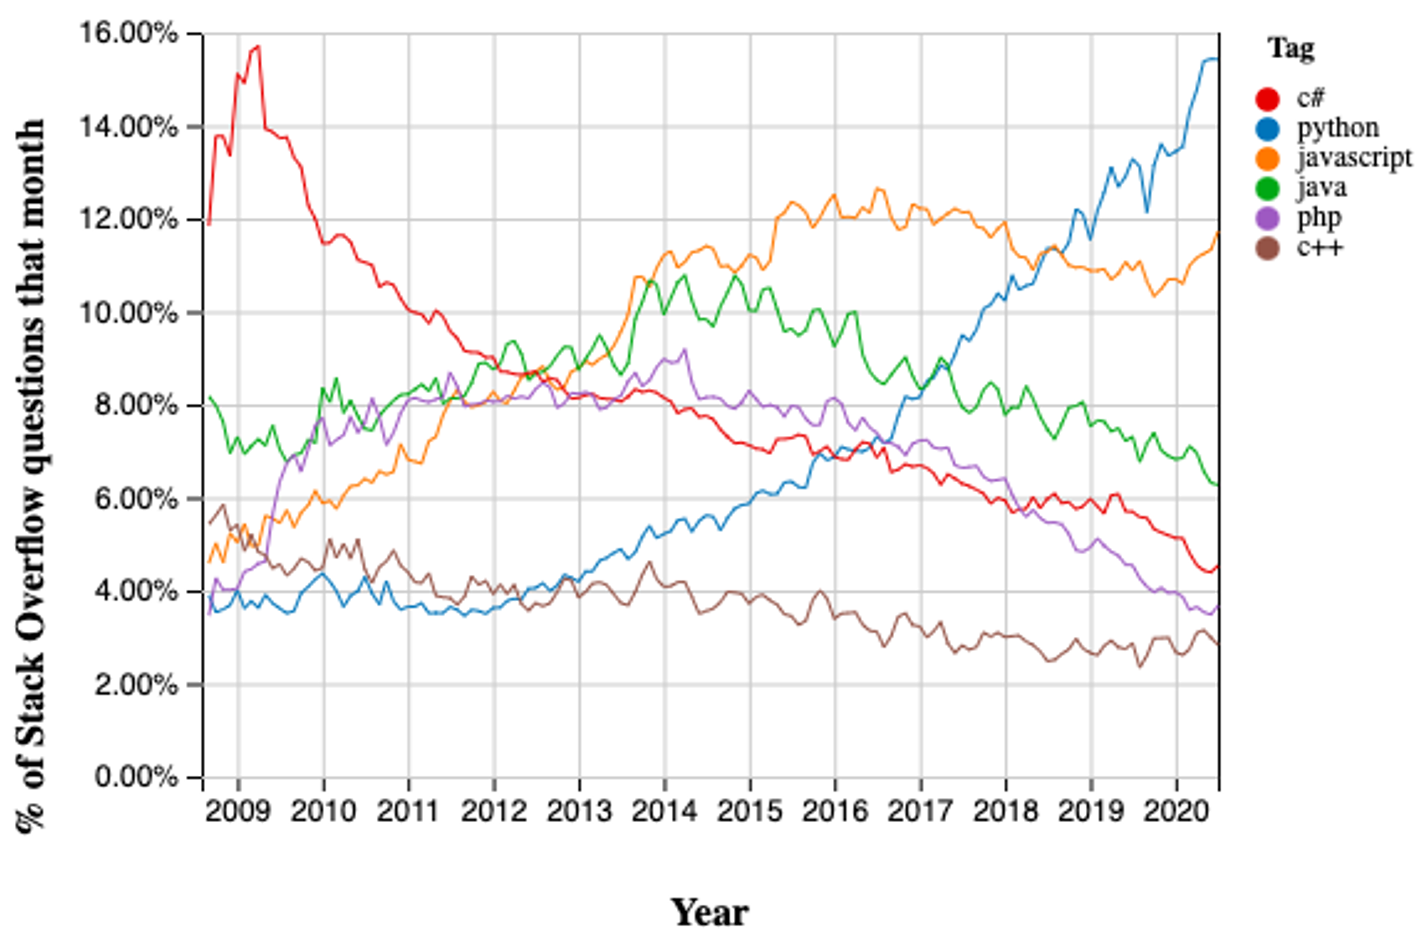 % of Stack Overflow questions that month
16.00%
14.00%
12.00%
10.00%
8.00%
6.00%
4.00%
2.00%
0.00%
2009 2010 2011 2012 2013 2014 2015 2016 2017 2018 2019 2020
Year
Tag
c#
python
javascript
java
php
c++